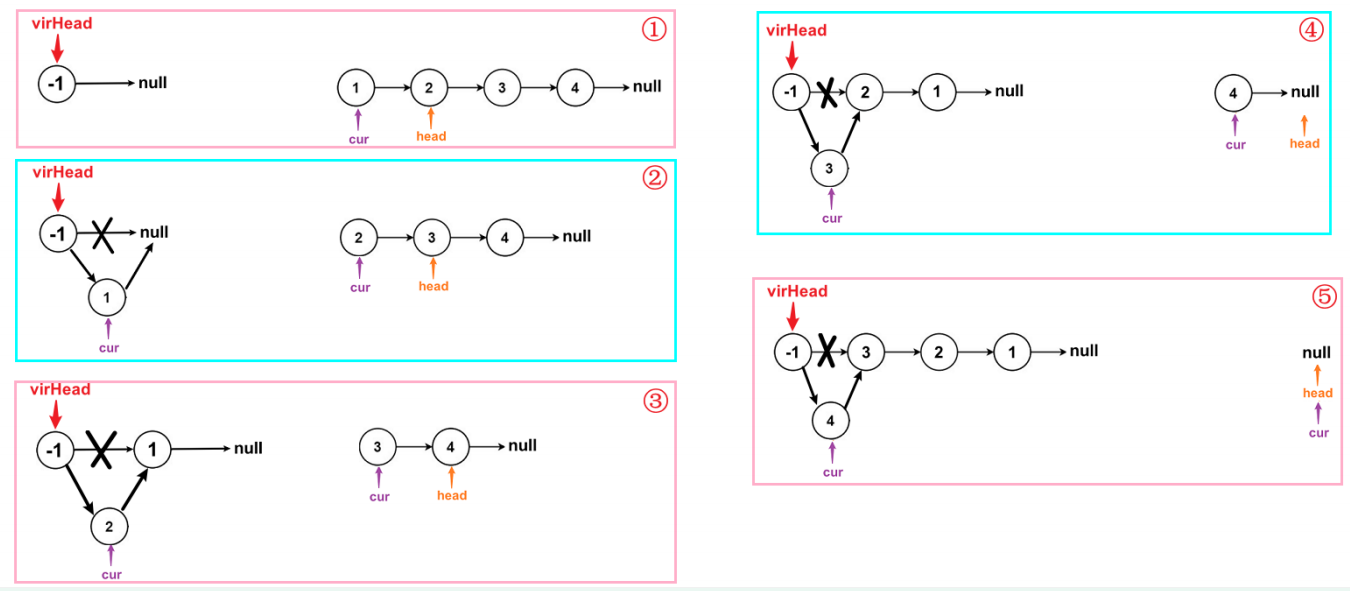 virHead ①
-1 null 1 2 3 4 null
cur head
virHead ②
-1 null 2 3 4 null
cur head
1
cur
virHead ③
-1 1 null 3 4 null
cur head
2
cur
virHead ④
-1 2 1 null 4 null
cur head
3
cur
virHead ⑤
-1 3 2 1 null null
head
4 cur
cur